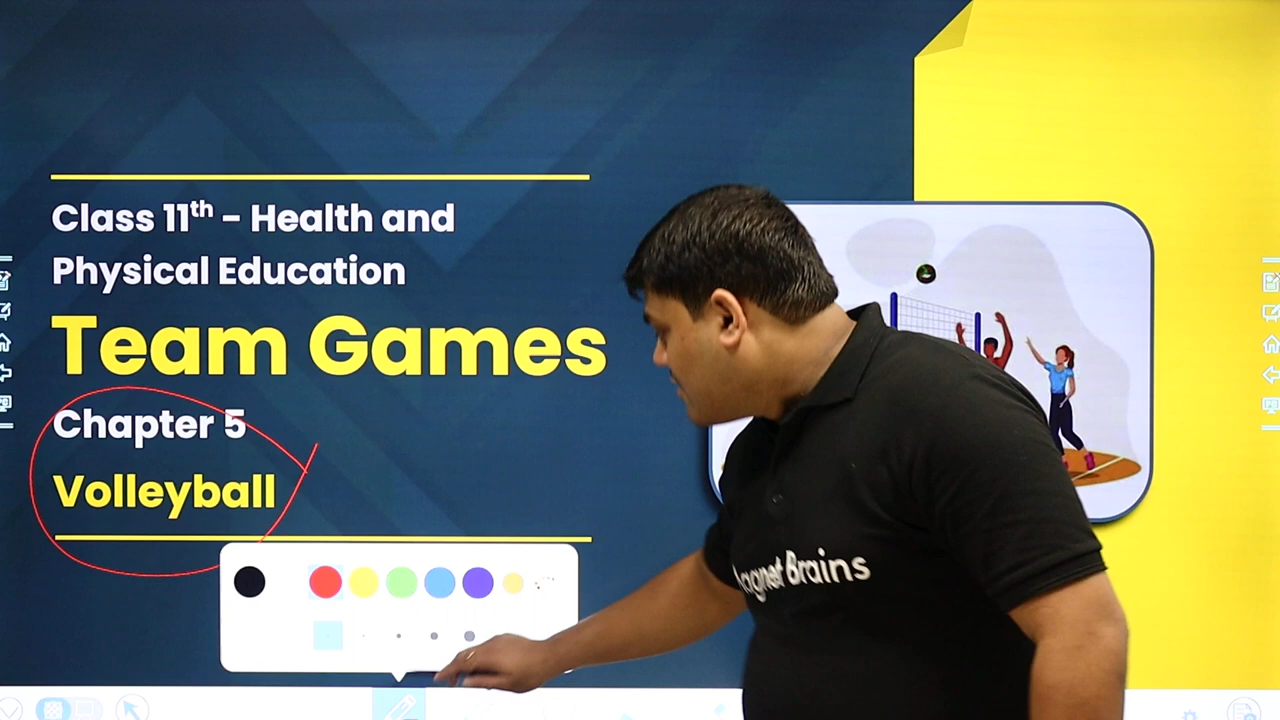 Class 11th - Health and
Physical Education
Team Games
Chapter 5
Volleyball
Brains